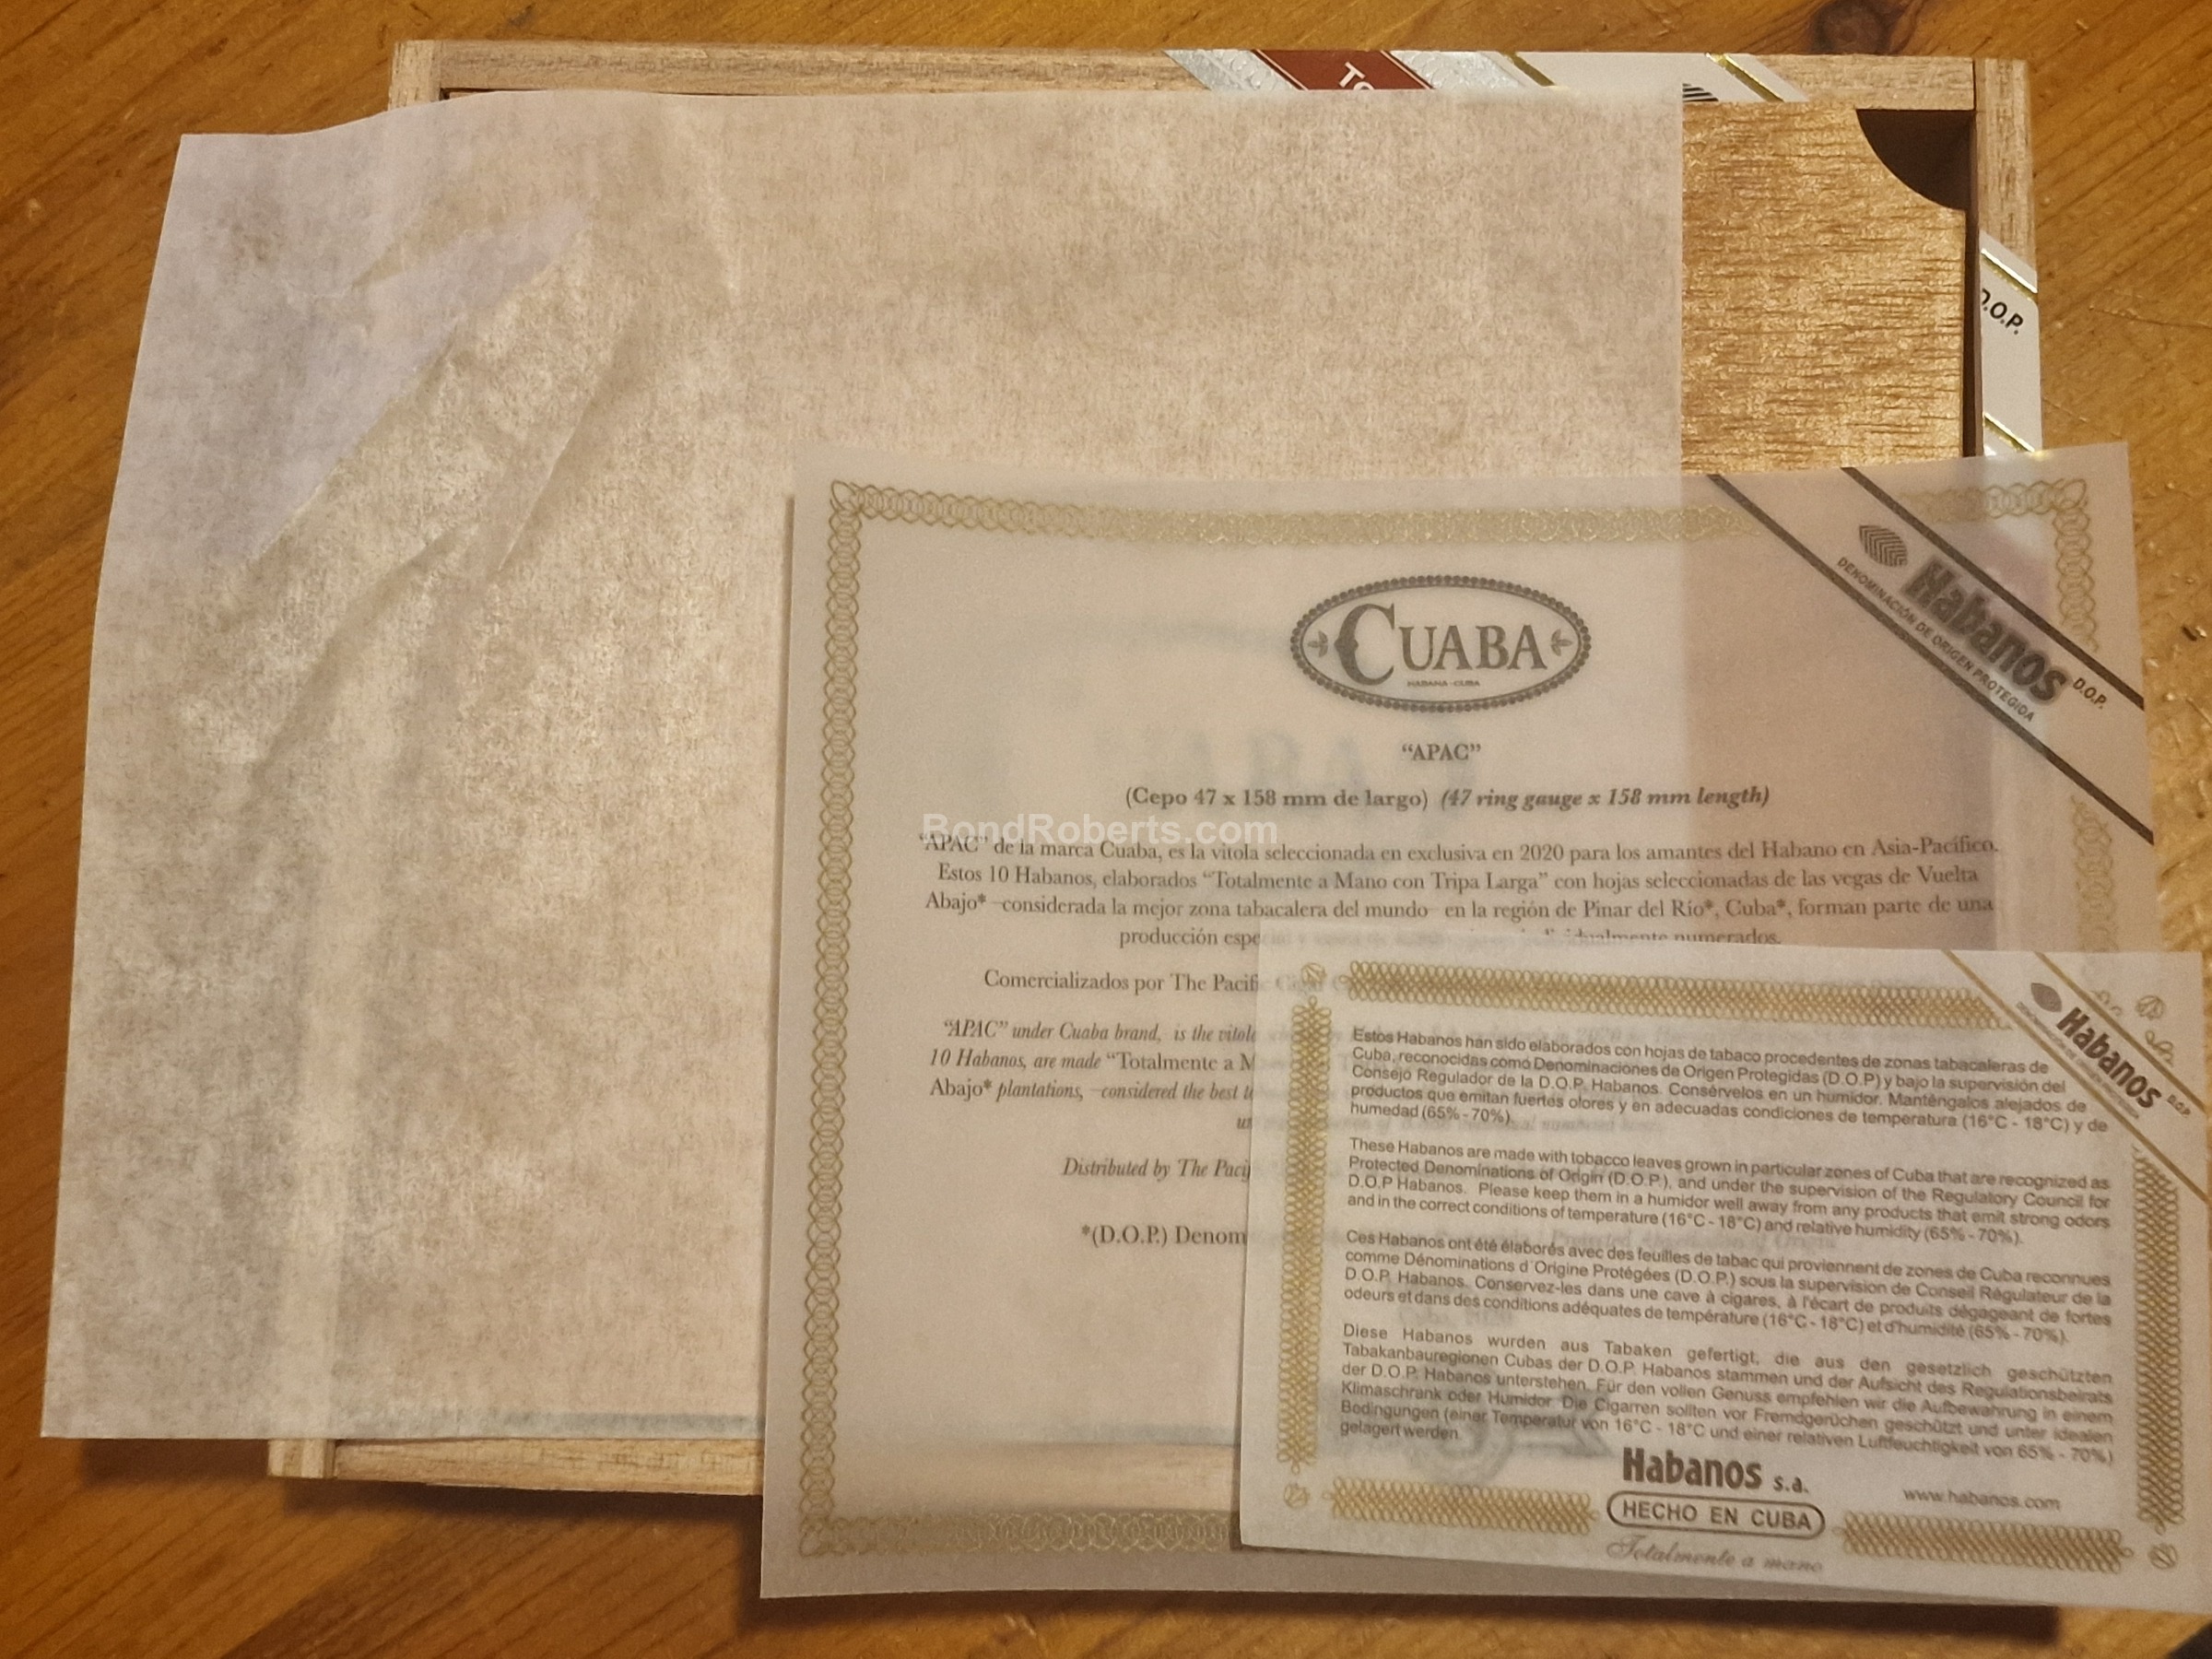 TO
D.O.P.
CUABA
HABANA - CUBA
Habanos D.O.P.
DENOMINACIÓN DE ORIGEN PROTEGIDA
“APAC”
(Cepo 47 x 158 mm de largo) (47 ring gauge x 158 mm length)
BondRoberts.com
“APAC” de la marca Cuaba, es la vitola seleccionada en exclusiva en 2020 para los amantes del Habano en Asia-Pacífico.
Estos 10 Habanos, elaborados “Totalmente a Mano con Tripa Larga” con hojas seleccionadas de las vegas de Vuelta
Abajo* –considerada la mejor zona tabacalera del mundo– en la región de Pinar del Río*, Cuba*, forman parte de una
producción numerados.
Comercializados por The
“APAC” under Cuaba brand, is the vitola
10 Habanos, are made “Totalmente a
Abajo* plantations, –considered the best
Distributed by The
*(D.O.P.)
Habanos D.O.P.
Estos Habanos han sido elaborados con hojas de tabaco procedentes de zonas tabacaleras de
Cuba, reconocidas como Denominaciones de Origen Protegidas (D.O.P) y bajo la supervisión del
Consejo Regulador de la D.O.P. Habanos. Consérvelos en un humidor. Manténgalos alejados de
productos que emitan fuertes olores y en adecuadas condiciones de temperatura (16°C - 18°C) y de
humedad (65% - 70%).
These Habanos are made with tobacco leaves grown in particular zones of Cuba that are recognized as
Protected Denominations of Origin (D.O.P.), and under the supervision of the Regulatory Council for
D.O.P Habanos. Please keep them in a humidor well away from any products that emit strong odors
and in the correct conditions of temperature (16°C - 18°C) and relative humidity (65% - 70%).
Ces Habanos ont été élaborés avec des feuilles de tabac qui proviennent de zones de Cuba reconnues
comme Dénominations d´Origine Protégées (D.O.P.) sous la supervision de Conseil Régulateur de la
D.O.P. Habanos. Conservez-les dans une cave à cigares, à l'écart de produits dégageant de fortes
odeurs et dans des conditions adéquates de température (16°C - 18°C) et d'humidité (65% - 70%).
Diese Habanos wurden aus Tabaken gefertigt, die aus den gesetzlich geschützten
Tabakanbauregionen Cubas der D.O.P. Habanos stammen und der Aufsicht des Regulationsbeirats
der D.O.P. Habanos unterstehen. Für den vollen Genuss empfehlen wir die Aufbewahrung in einem
Klimaschrank oder Humidor. Die Cigarren sollten vor Fremdgerüchen geschützt und unter idealen
Bedingungen (einer Temperatur von 16°C - 18°C und einer relativen Luftfeuchtigkeit von 65% - 70%)
gelagert werden.
Habanos s.a.
www.habanos.com
HECHO EN CUBA
Totalmente a mano